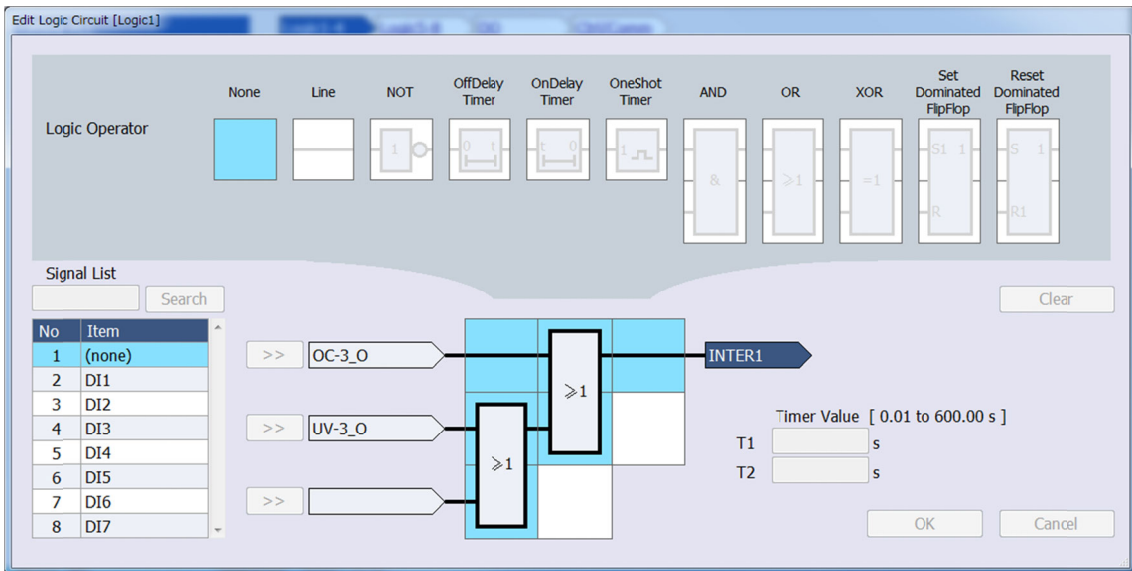 Edit Logic Circuit [Logic1]
Logic Operator
None
Line
NOT
OffDelay
Timer
OnDelay
Timer
OneShot
Timer
AND
OR
XOR
Set
Dominated
FlipFlop
Reset
Dominated
FlipFlop
1
0 t
t 0
1
&
≥1
=1
S1 1
R
S 1
R1
Signal List
Search
Clear
No Item
1 (none)
2 DI1
3 DI2
4 DI3
5 DI4
6 DI5
7 DI6
8 DI7
>> OC-3_O
>> UV-3_O
>>
≥1
≥1
INTER1
Timer Value [ 0.01 to 600.00 s ]
T1 s
T2 s
OK
Cancel